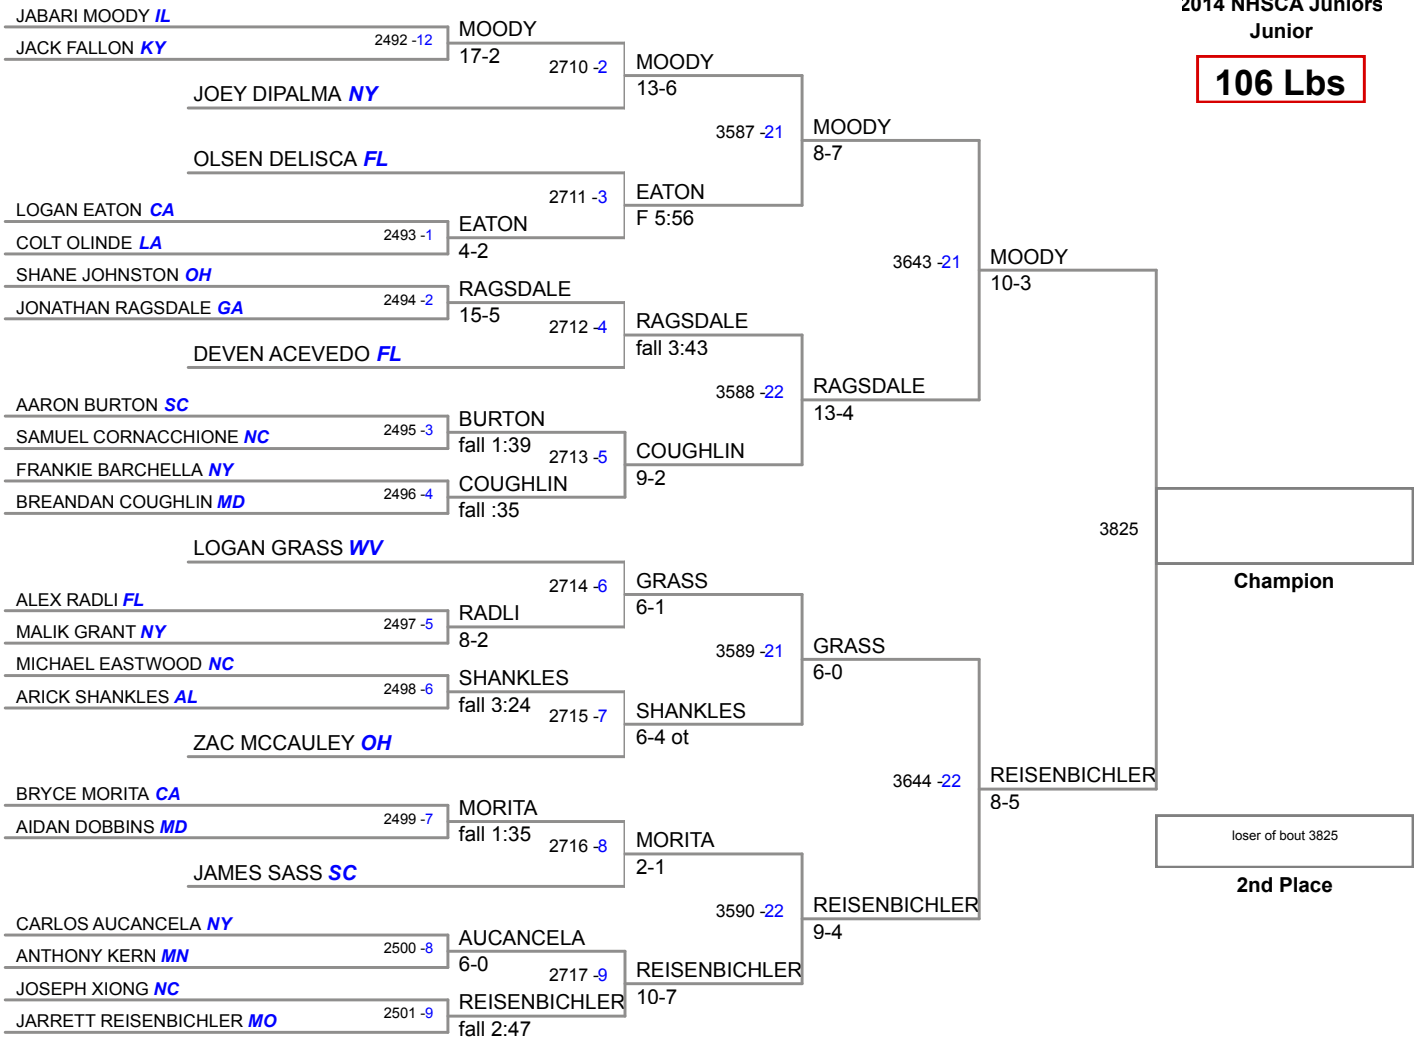 2014 NHSCA Juniors
Junior
106 Lbs
JABARI MOODY IL
JACK FALLON KY
2492 -12
MOODY
17-2
JOEY DIPALMA NY
2710 -2
MOODY
13-6
OLSEN DELISCA FL
3587 -21
MOODY
8-7
LOGAN EATON CA
COLT OLINDE LA
2493 -1
EATON
4-2
2711 -3
EATON
F 5:56
SHANE JOHNSTON OH
JONATHAN RAGSDALE GA
2494 -2
RAGSDALE
15-5
3643 -21
MOODY
10-3
DEVEN ACEVEDO FL
2712 -4
RAGSDALE
fall 3:43
AARON BURTON SC
SAMUEL CORNACCHIONE NC
2495 -3
BURTON
fall 1:39
3588 -22
RAGSDALE
13-4
FRANKIE BARCHELLA NY
BREANDAN COUGHLIN MD
2496 -4
COUGHLIN
fall :35
2713 -5
COUGHLIN
9-2
LOGAN GRASS WV
3825
Champion
ALEX RADLI FL
MALIK GRANT NY
2497 -5
RADLI
8-2
2714 -6
GRASS
6-1
MICHAEL EASTWOOD NC
ARICK SHANKLES AL
2498 -6
SHANKLES
fall 3:24
3589 -21
GRASS
6-0
ZAC MCCAULEY OH
2715 -7
SHANKLES
6-4 ot
BRYCE MORITA CA
AIDAN DOBBINS MD
2499 -7
MORITA
fall 1:35
3644 -22
REISENBICHLER
8-5
JAMES SASS SC
2716 -8
MORITA
2-1
loser of bout 3825
2nd Place
CARLOS AUCANCELA NY
ANTHONY KERN MN
2500 -8
AUCANCELA
6-0
3590 -22
REISENBICHLER
9-4
JOSEPH XIONG NC
JARRETT REISENBICHLER MO
2501 -9
REISENBICHLER
fall 2:47
2717 -9
REISENBICHLER
10-7